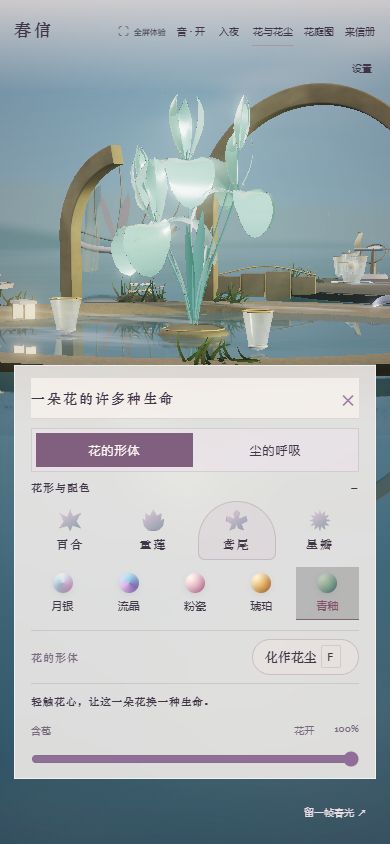 春信
全屏体验 音·开 入夜 花与花尘 花庭圈 来信册
设置
一朵花的许多种生命
花的形体 尘的呼吸
花形与配色
百合 重莲 鸢尾 星瓣
月银 流晶 粉瓷 琥珀 青釉
花的形体 化作花尘 F
轻触花心，让这一朵花换一种生命。
含苞 花开 100%
留一帧春光 ↗